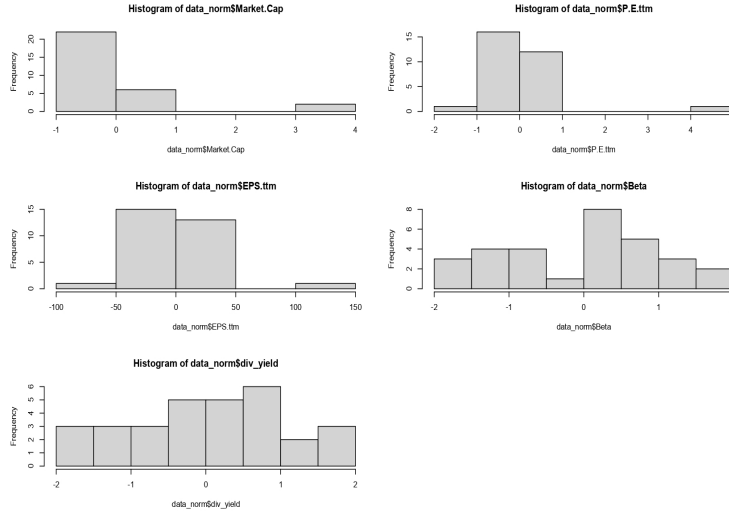 Histogram of data_norm$Market.Cap
Frequency
0 5 10 15 20
-1 0 1 2 3 4
data_norm$Market.Cap
Histogram of data_norm$P.E.ttm
Frequency
0 5 10 15
-2 -1 0 1 2 3 4
data_norm$P.E.ttm
Histogram of data_norm$EPS.ttm
Frequency
0 5 10 15
-100 -50 0 50 100 150
data_norm$EPS.ttm
Histogram of data_norm$Beta
Frequency
0 2 4 6 8
-2 -1 0 1
data_norm$Beta
Histogram of data_norm$div_yield
Frequency
0 1 2 3 4 5 6
-2 -1 0 1 2
data_norm$div_yield